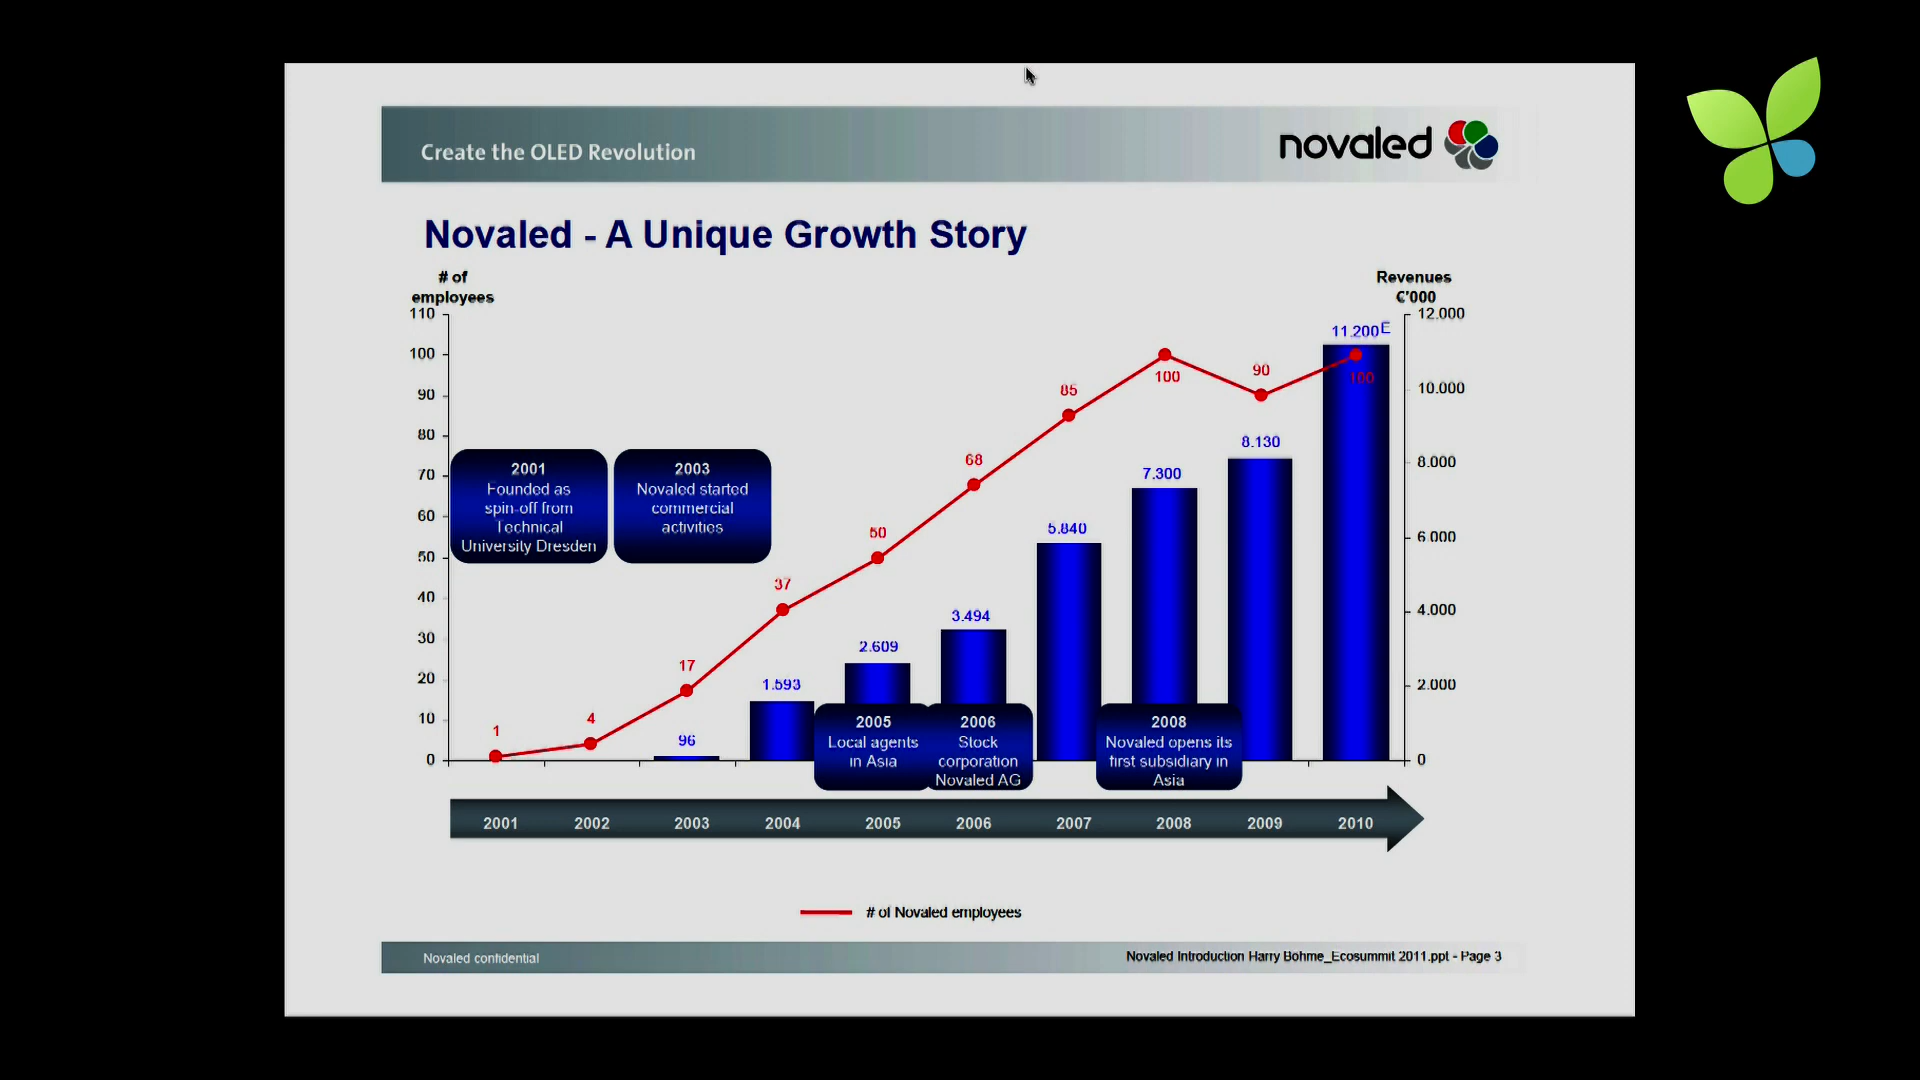 Create the OLED Revolution
novaled
Novaled - A Unique Growth Story
# of
employees
Revenues
€'000
110
100
90
80
70
60
50
40
30
20
10
0
12.000
10.000
8.000
6.000
4.000
2.000
0
1
4
17
37
50
68
85
100
90
100
96
1.593
2.609
3.494
5.840
7.300
8.130
11.200E
2001
Founded as
spin-off from
Technical
University Dresden
2003
Novaled started
commercial
activities
2005
Local agents
in Asia
2006
Stock
corporation
Novaled AG
2008
Novaled opens its
first subsidiary in
Asia
2001 2002 2003 2004 2005 2006 2007 2008 2009 2010
# of Novaled employees
Novaled confidential
Novaled Introduction Harry Böhme_Ecosummit 2011.ppt - Page 3